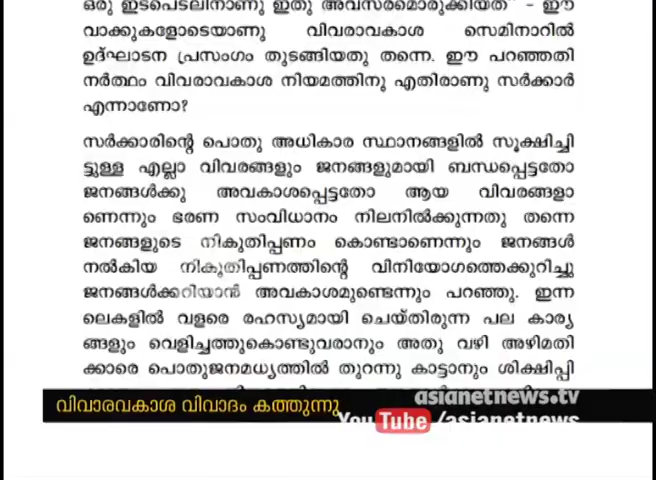 ഒരു ഇടപെടലിനാണു ഇതു അവസരമൊരുക്കിയത" - ഈ
വാക്കുകളോടെയാണു വിവരാവകാശ സെമിനാറിൽ
ഉദ്ഘാടന പ്രസംഗം തുടങ്ങിയതു തന്നെ. ഈ പറഞ്ഞതി
നർത്ഥം വിവരാവകാശ നിയമത്തിനു എതിരാണു സർക്കാർ
എന്നാണോ?
സർക്കാരിന്റെ പൊതു അധികാര സ്ഥാനങ്ങളിൽ സൂക്ഷിച്ചി
ട്ടുള്ള എല്ലാ വിവരങ്ങളും ജനങ്ങളുമായി ബന്ധപ്പെട്ടതോ
ജനങ്ങൾക്കു അവകാശപ്പെട്ടതോ ആയ വിവരങ്ങളാ
ണെന്നും ഭരണ സംവിധാനം നിലനിൽക്കുന്നതു തന്നെ
ജനങ്ങളുടെ നികുതിപ്പണം കൊണ്ടാണെന്നും ജനങ്ങൾ
നൽകിയ നികുതിപ്പണത്തിന്റെ വിനിയോഗത്തെക്കുറിച്ചു
ജനങ്ങൾക്കറിയാൻ അവകാശമുണ്ടെന്നും പറഞ്ഞു. ഇന്ന
ലെകളിൽ വളരെ രഹസ്യമായി ചെയ്തിരുന്ന പല കാര്യ
ങ്ങളും വെളിച്ചത്തുകൊണ്ടുവരാനും അതു വഴി അഴിമതി
ക്കാരെ പൊതുജനമധ്യത്തിൽ തുറന്നു കാട്ടാനും ശിക്ഷിപ്പി
വിവാരവകാശ വിവാദം കത്തുന്നു
asianetnews.tv
YouTube /asianetnews